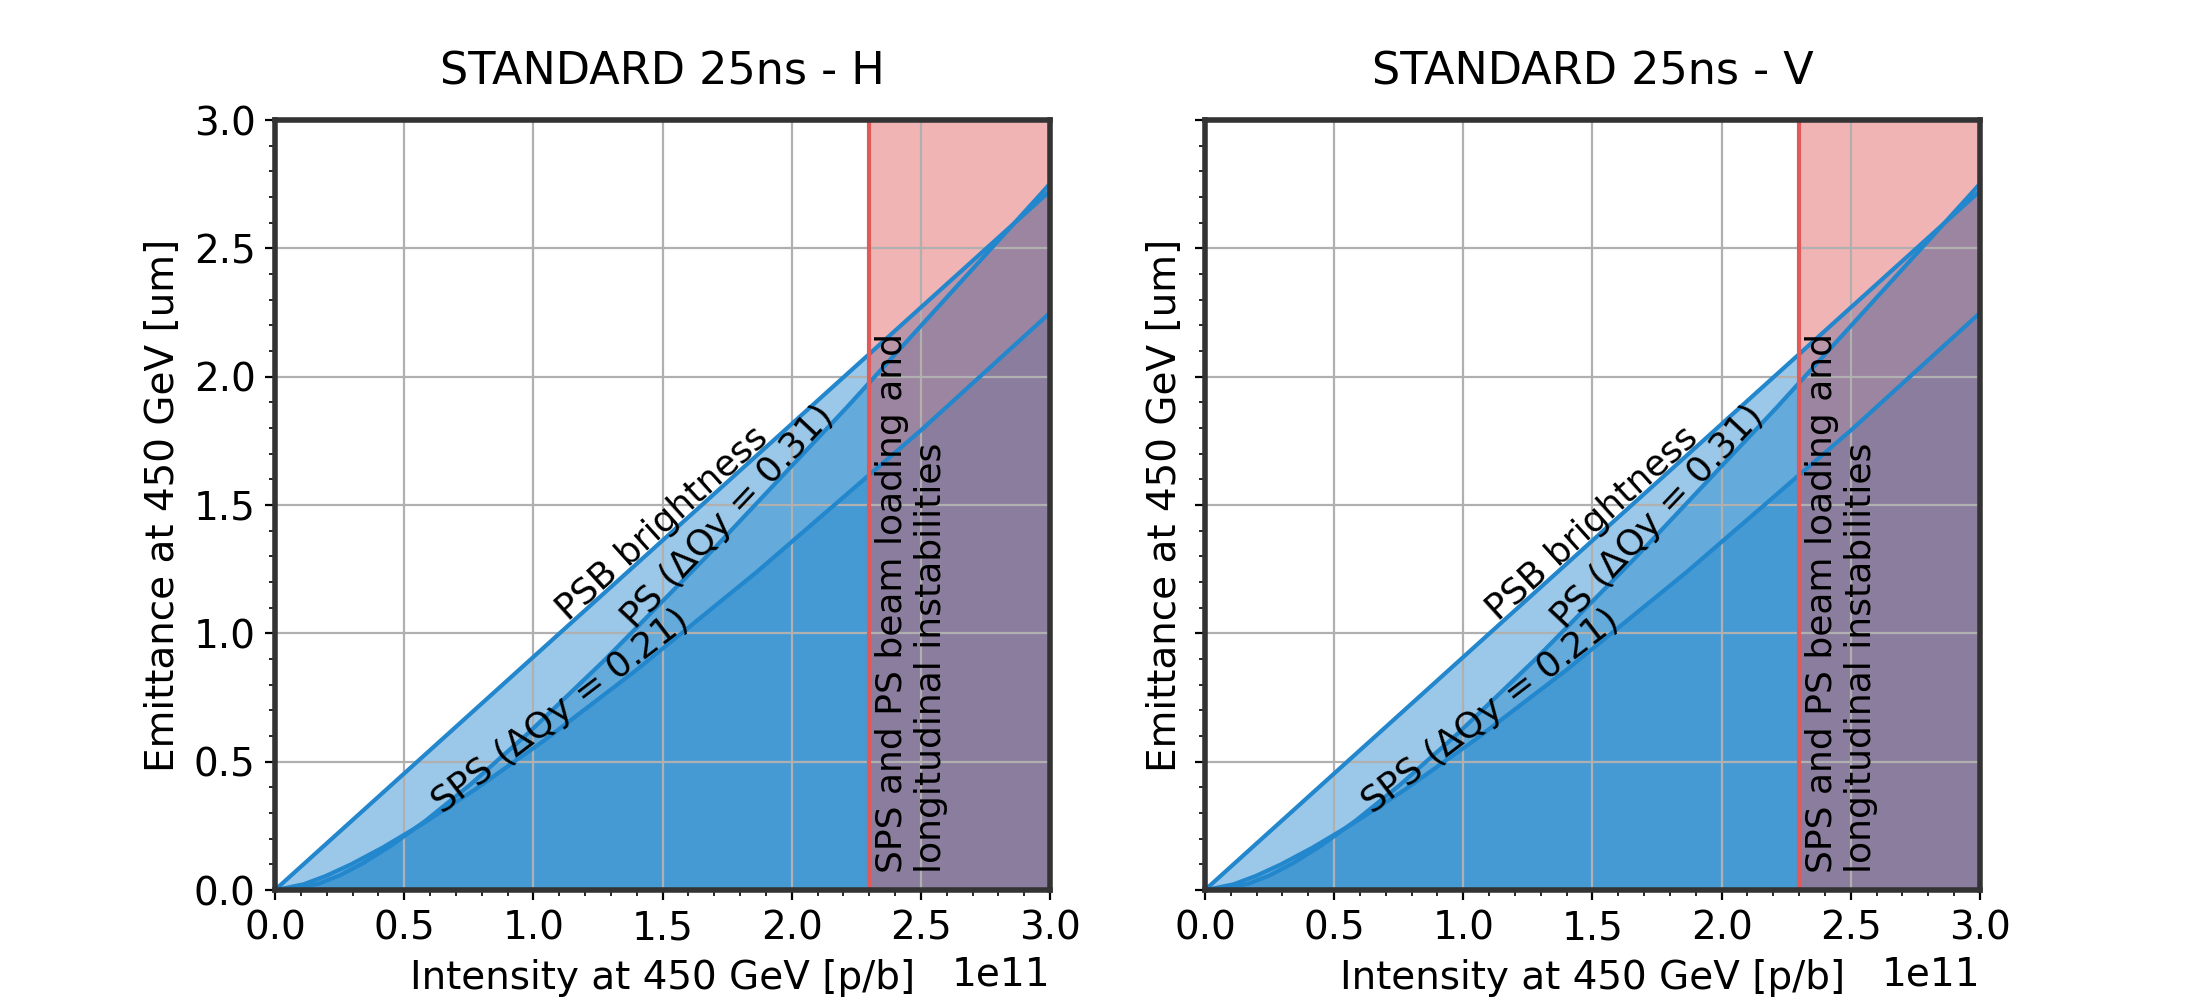 STANDARD 25ns - H
3.0
2.5
2.0
1.5
1.0
0.5
0.0
Emittance at 450 GeV [um]
PSB brightness
PS (ΔQy = 0.31)
SPS (ΔQy = 0.21)
SPS and PS beam loading and
longitudinal instabilities
0.0 0.5 1.0 1.5 2.0 2.5 3.0
Intensity at 450 GeV [p/b] 1e11
STANDARD 25ns - V
Emittance at 450 GeV [um]
PSB brightness
PS (ΔQy = 0.31)
SPS (ΔQy = 0.21)
SPS and PS beam loading and
longitudinal instabilities
0.0 0.5 1.0 1.5 2.0 2.5 3.0
Intensity at 450 GeV [p/b] 1e11